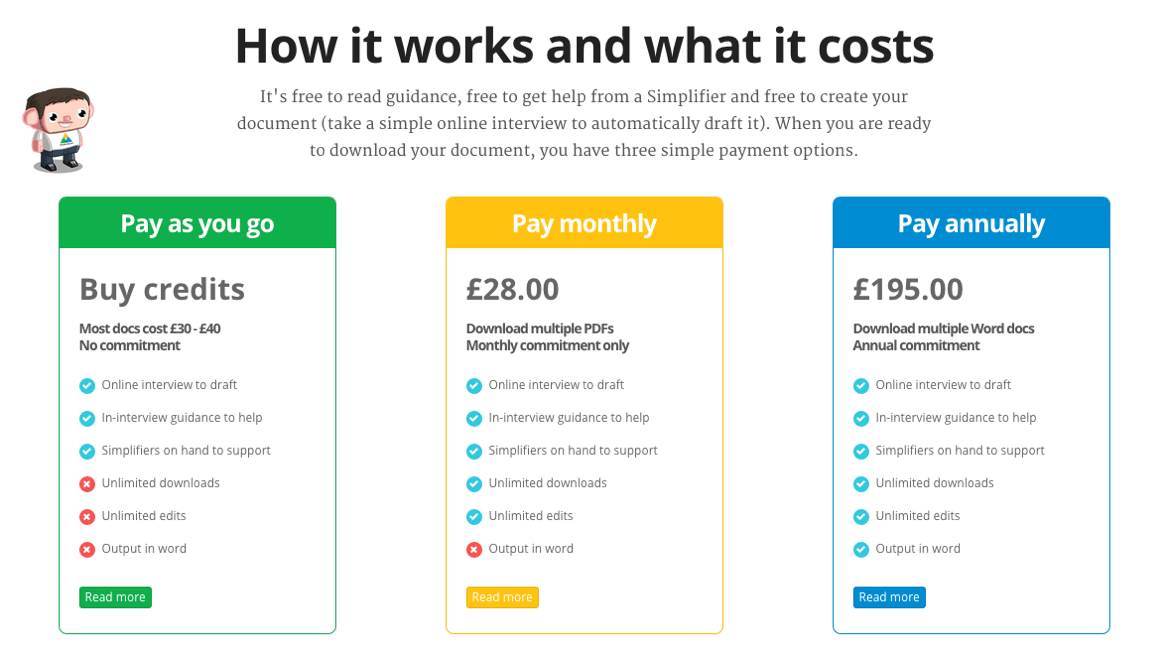 How it works and what it costs
It's free to read guidance, free to get help from a Simplifier and free to create your
document (take a simple online interview to automatically draft it). When you are ready
to download your document, you have three simple payment options.
Pay as you go
Buy credits
Most docs cost £30 - £40
No commitment
Online interview to draft
In-interview guidance to help
Simplifiers on hand to support
Unlimited downloads
Unlimited edits
Output in word
Read more
Pay monthly
£28.00
Download multiple PDFs
Monthly commitment only
Online interview to draft
In-interview guidance to help
Simplifiers on hand to support
Unlimited downloads
Unlimited edits
Output in word
Read more
Pay annually
£195.00
Download multiple Word docs
Annual commitment
Online interview to draft
In-interview guidance to help
Simplifiers on hand to support
Unlimited downloads
Unlimited edits
Output in word
Read more